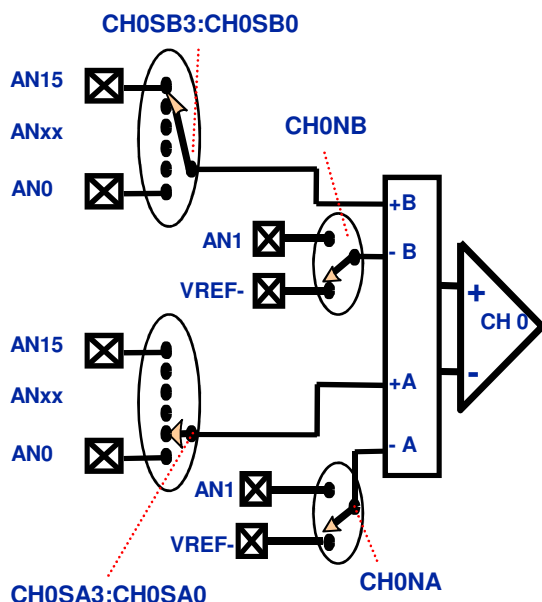 CH0SB3:CH0SB0
AN15
ANxx
CH0NB
AN0
+B
AN1
- B
VREF-
+
CH 0
AN15
-
+A
ANxx
- A
AN0
AN1
VREF-
CH0NA
CH0SA3:CH0SA0